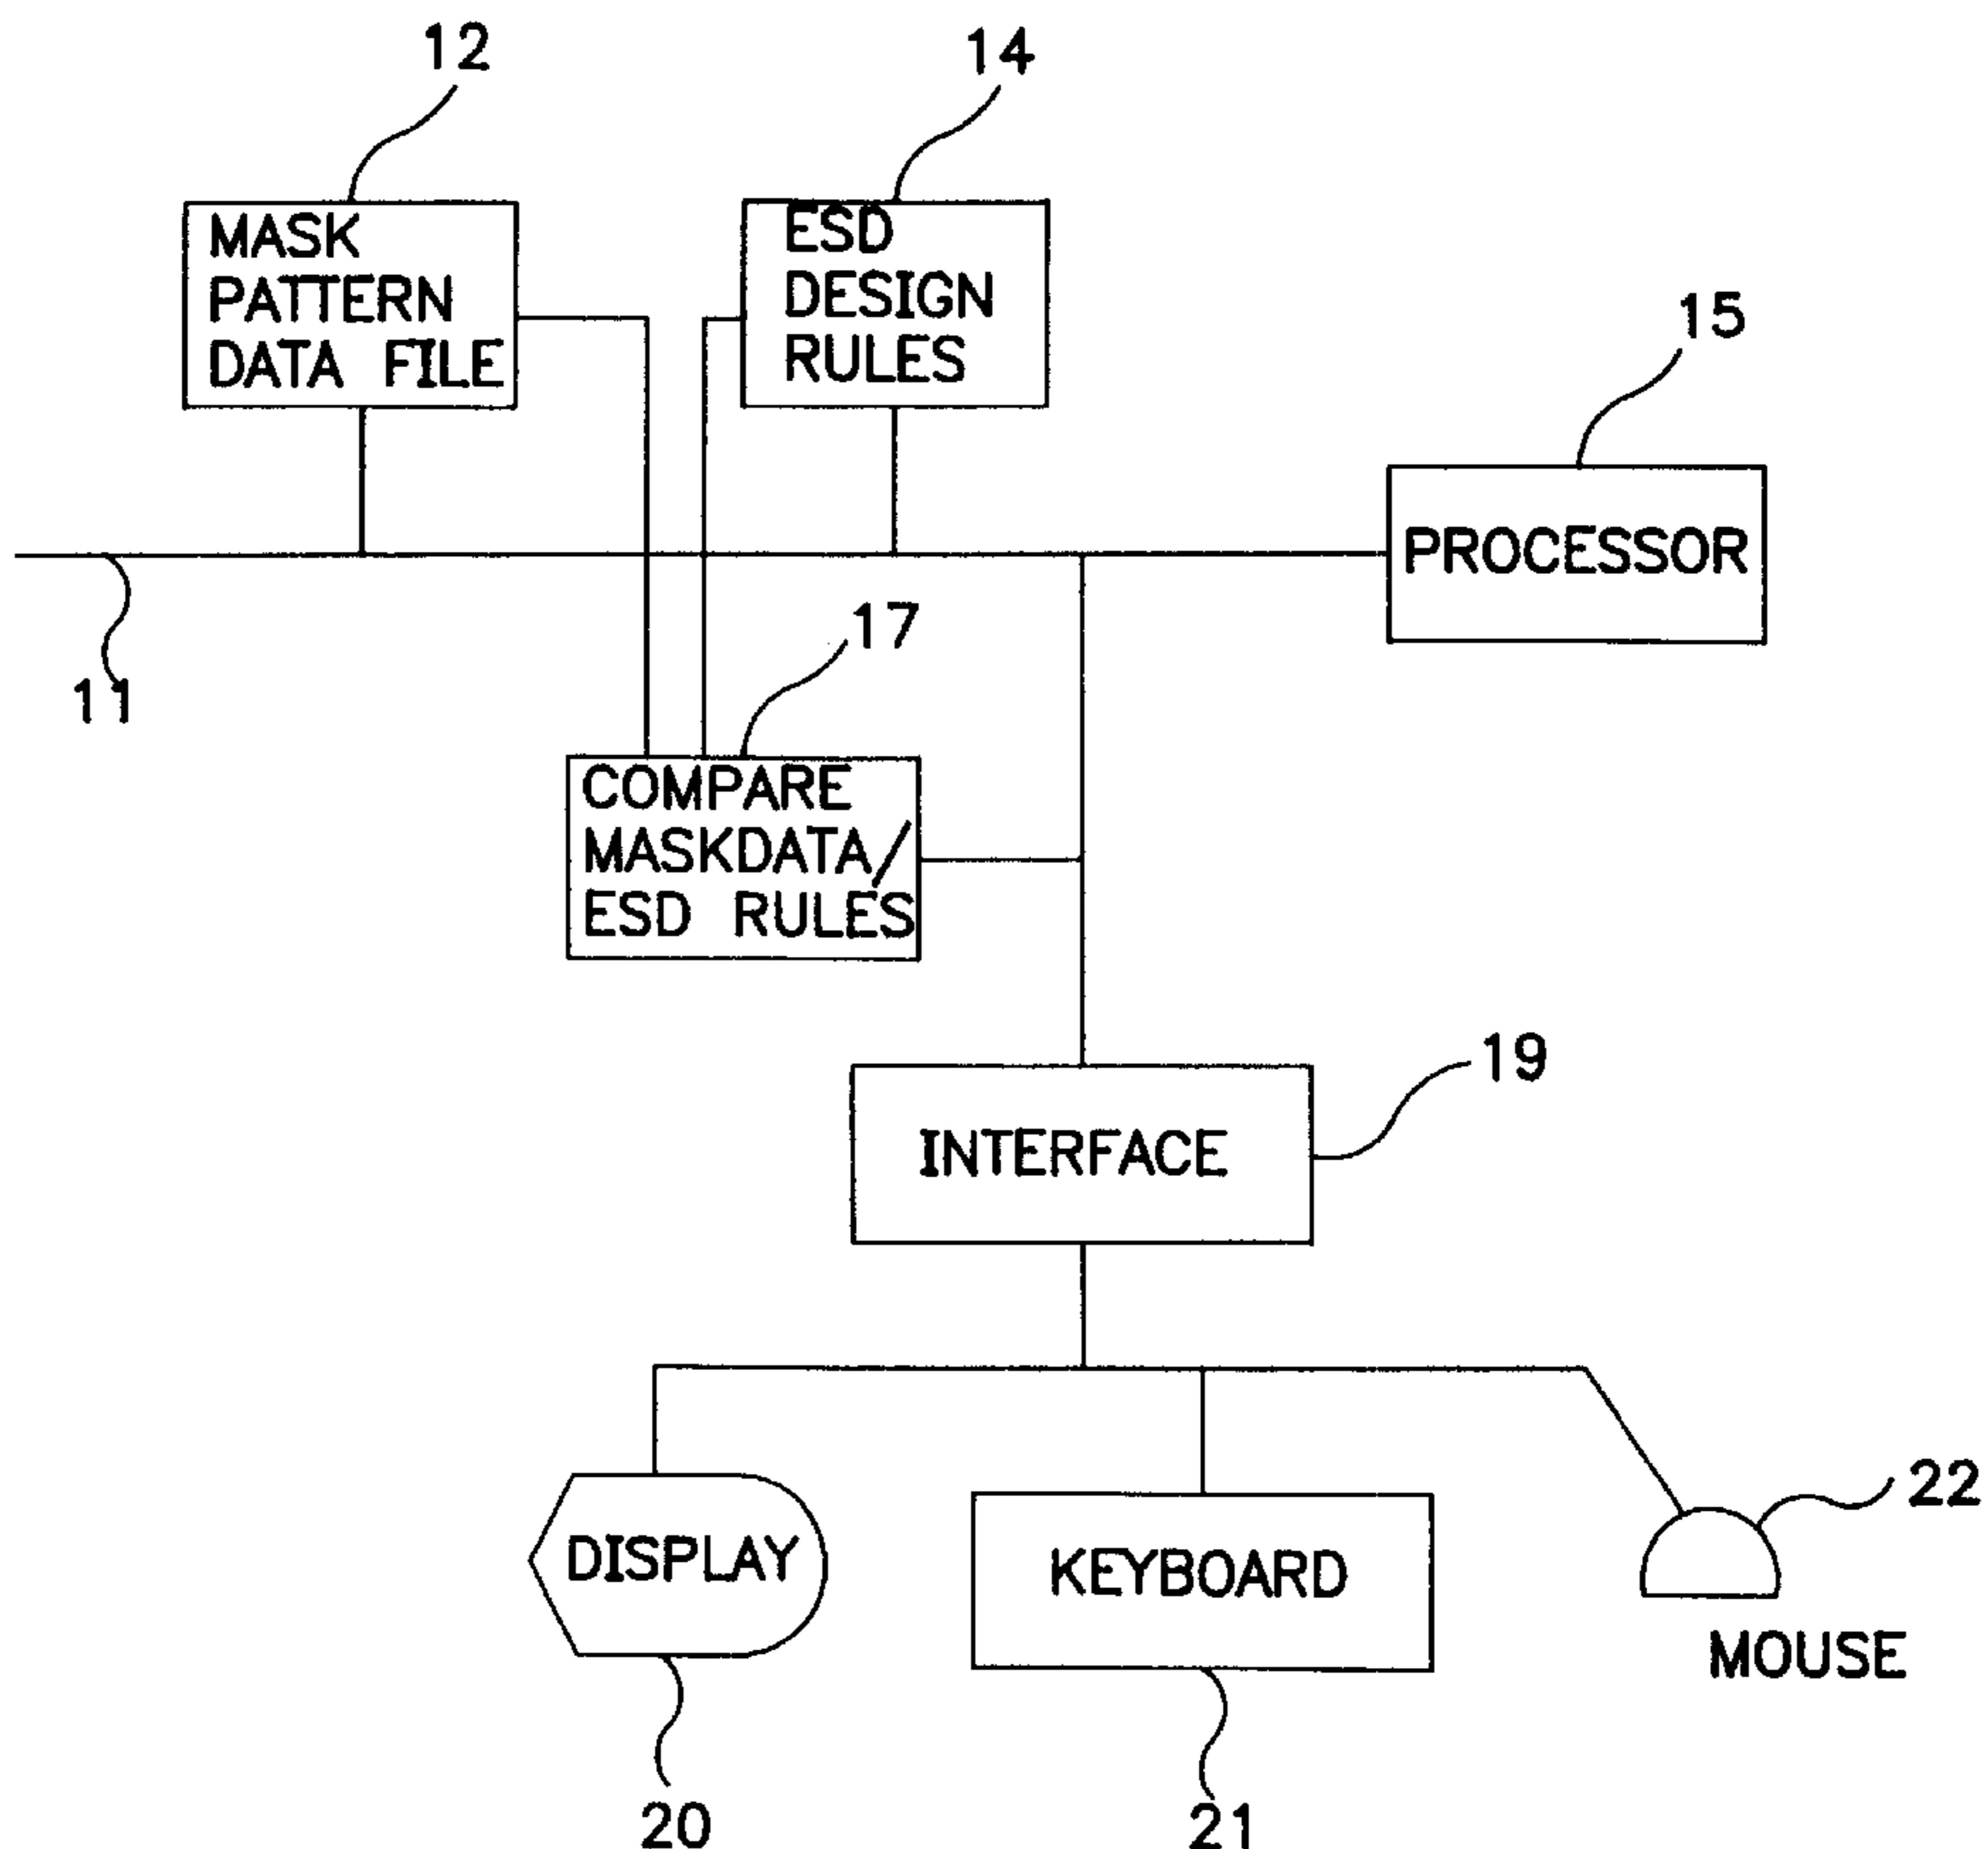 12
14
MASK
PATTERN
DATA FILE
ESD
DESIGN
RULES
15
PROCESSOR
11
17
COMPARE
MASKDATA/
ESD RULES
19
INTERFACE
22
DISPLAY
KEYBOARD
MOUSE
20
21